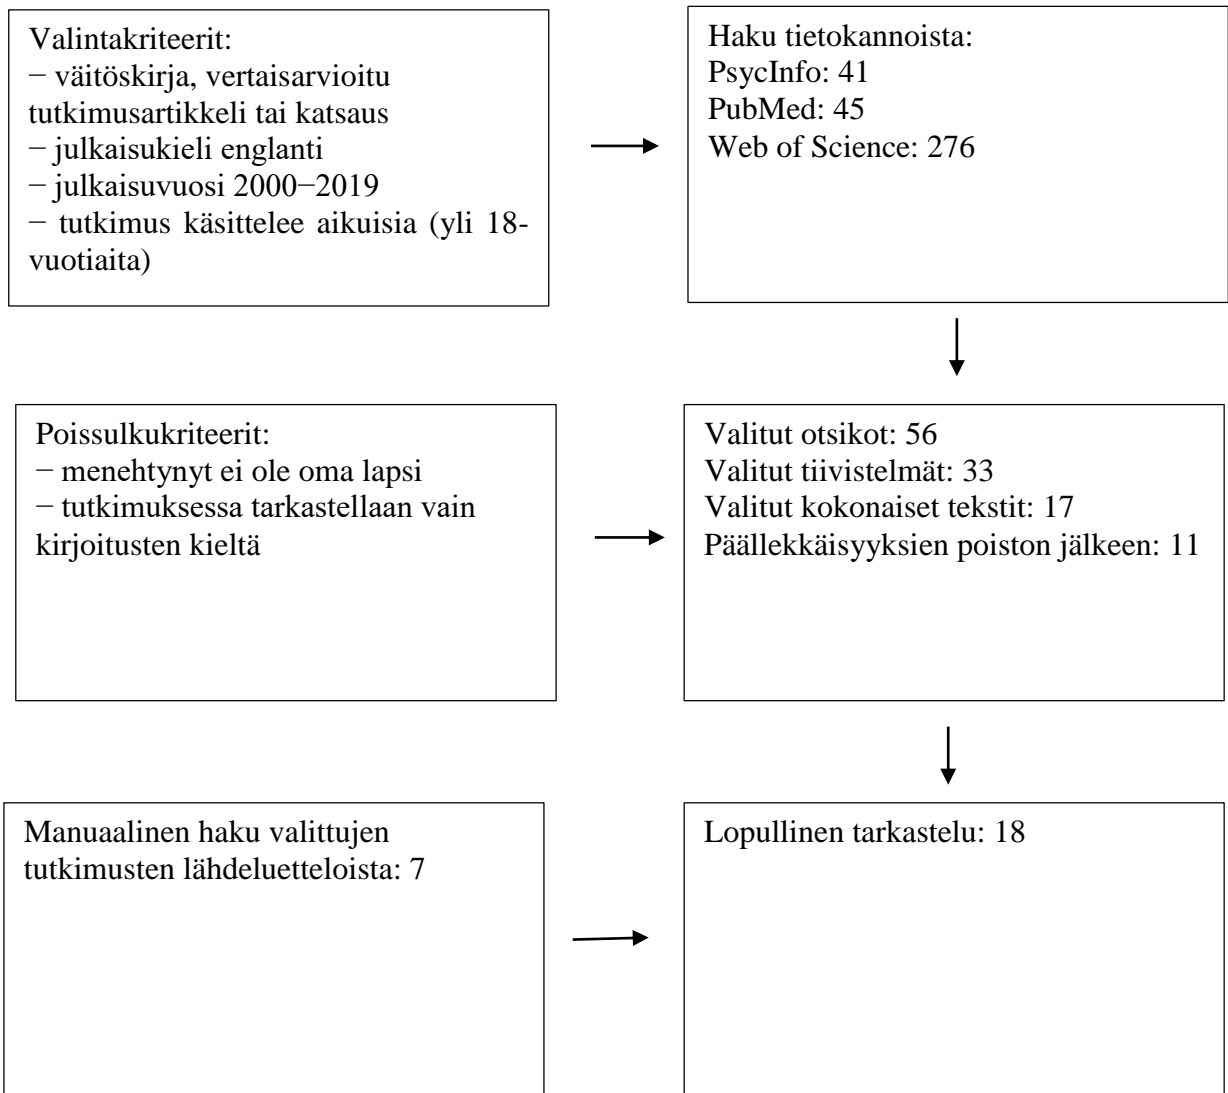 Valintakriteerit:
− väitöskirja, vertaisarvioitu
tutkimusartikkeli tai katsaus
− julkaisukieli englanti
− julkaisuvuosi 2000−2019
− tutkimus käsittelee aikuisia (yli 18-
vuotiaita)
Haku tietokannoista:
PsycInfo: 41
PubMed: 45
Web of Science: 276
Poissulkukriteerit:
− menehtynyt ei ole oma lapsi
− tutkimuksessa tarkastellaan vain
kirjoitusten kieltä
Valitut otsikot: 56
Valitut tiivistelmät: 33
Valitut kokonaiset tekstit: 17
Päällekkäisyyksien poiston jälkeen: 11
Manuaalinen haku valittujen
tutkimusten lähdeluetteloista: 7
Lopullinen tarkastelu: 18